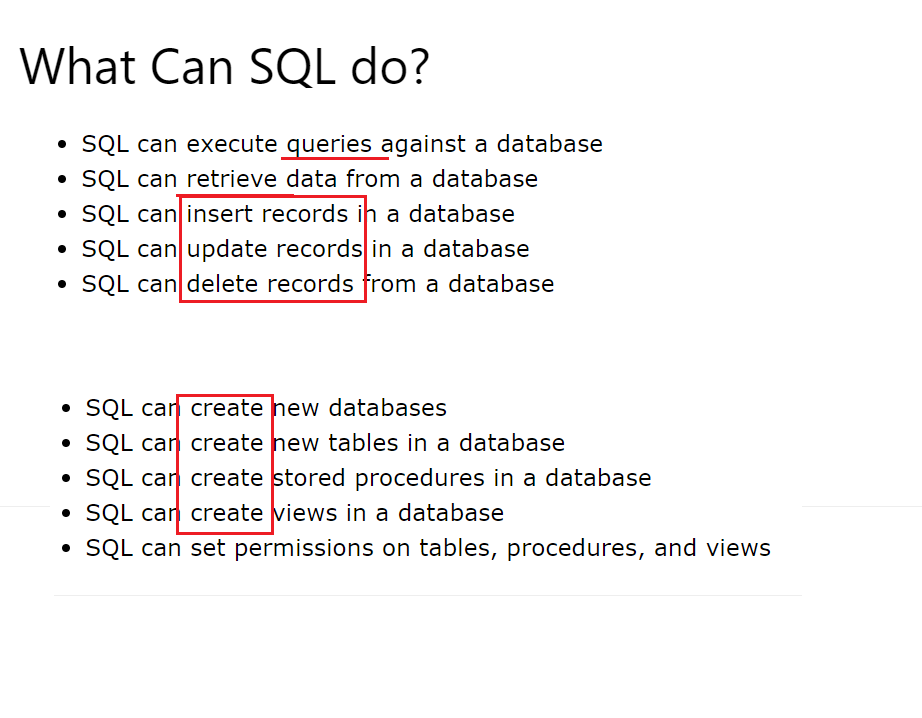 What Can SQL do?
• SQL can execute queries against a database
• SQL can retrieve data from a database
• SQL can insert records in a database
• SQL can update records in a database
• SQL can delete records from a database
• SQL can create new databases
• SQL can create new tables in a database
• SQL can create stored procedures in a database
• SQL can create views in a database
• SQL can set permissions on tables, procedures, and views